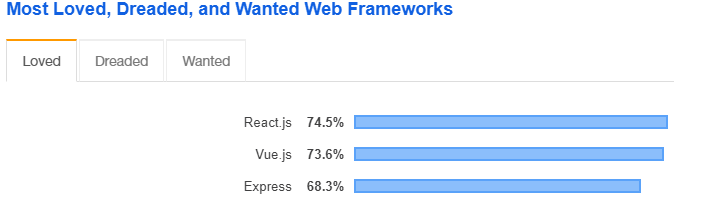 Most Loved, Dreaded, and Wanted Web Frameworks
Loved Dreaded Wanted
React.js 74.5%
Vue.js 73.6%
Express 68.3%